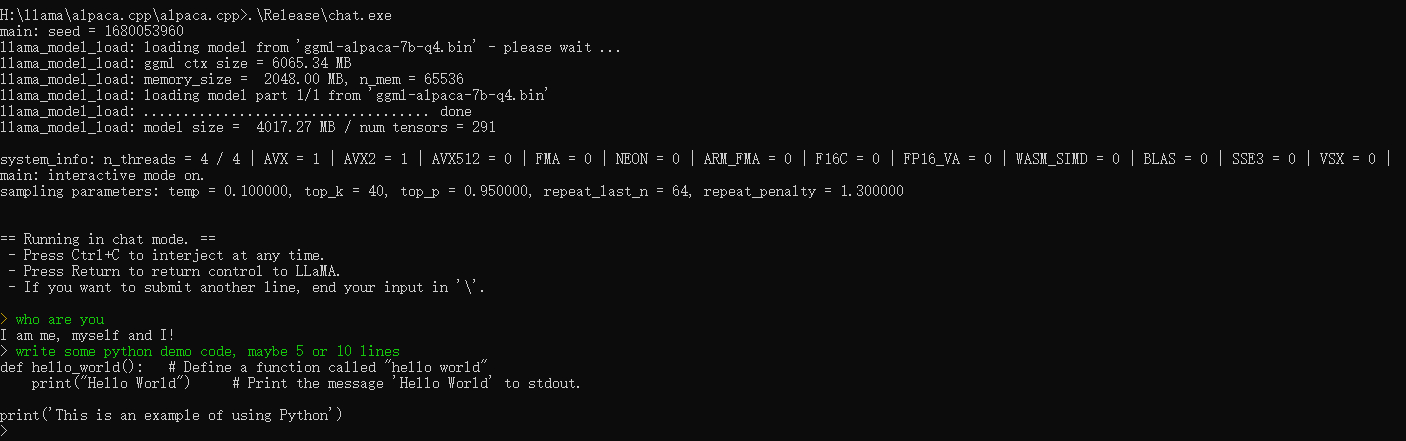 H:\llama\alpaca.cpp\alpaca.cpp>.\Release\chat.exe
main: seed = 1680053960
llama_model_load: loading model from 'ggml-alpaca-7b-q4.bin' - please wait ...
llama_model_load: ggml ctx size = 6065.34 MB
llama_model_load: memory_size =  2048.00 MB, n_mem = 65536
llama_model_load: loading model part 1/1 from 'ggml-alpaca-7b-q4.bin'
llama_model_load: .................................... done
llama_model_load: model size =  4017.27 MB / num tensors = 291

system_info: n_threads = 4 / 4 | AVX = 1 | AVX2 = 1 | AVX512 = 0 | FMA = 0 | NEON = 0 | ARM_FMA = 0 | F16C = 0 | FP16_VA = 0 | WASM_SIMD = 0 | BLAS = 0 | SSE3 = 0 | VSX = 0 |
main: interactive mode on.
sampling parameters: temp = 0.100000, top_k = 40, top_p = 0.950000, repeat_last_n = 64, repeat_penalty = 1.300000

== Running in chat mode. ==
 - Press Ctrl+C to interject at any time.
 - Press Return to return control to LLaMA.
 - If you want to submit another line, end your input in '\'.

> who are you
I am me, myself and I!
> write some python demo code, maybe 5 or 10 lines
def hello_world():   # Define a function called "hello world"
    print("Hello World")     # Print the message 'Hello World' to stdout.

print('This is an example of using Python')
>